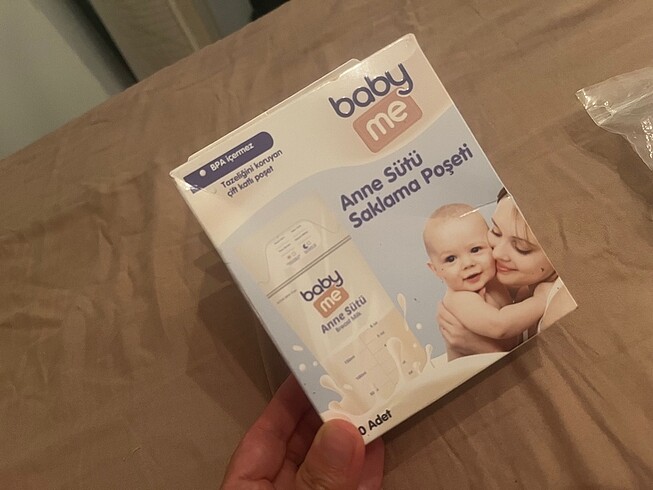 baby
me
BPA içermez
Tazeliğini koruyan
çift katlı poşet
Anne Sütü
Saklama Poşeti
baby
me
Anne Sütü
Breast Milk
0 Adet